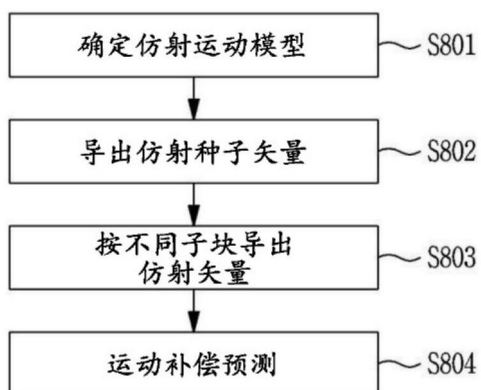 确定仿射运动模型 S801
导出仿射种子矢量 S802
按不同子块导出
仿射矢量 S803
运动补偿预测 S804